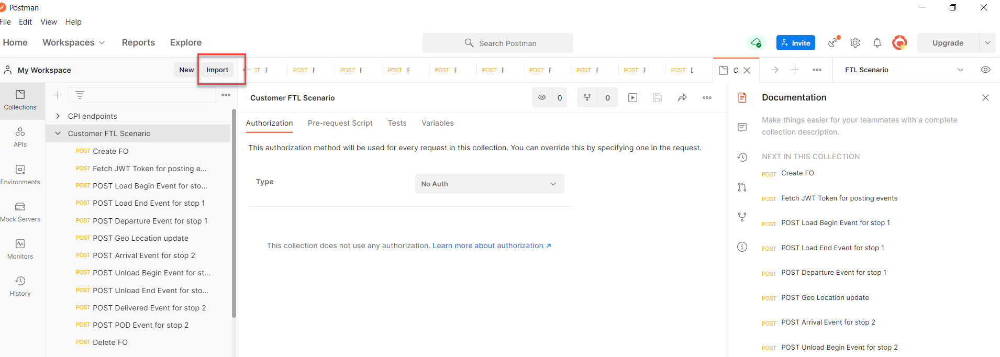 Postman
File Edit View Help
Home Workspaces Reports Explore Search Postman Invite Upgrade
My Workspace New Import
POST POST POST POST POST POST POST POST POST C. FTL Scenario
Collections
APIs
Environments
Mock Servers
Monitors
History
CPI endpoints
Customer FTL Scenario
POST Create FO
POST Fetch JWT Token for posting e...
POST POST Load Begin Event for sto...
POST POST Load End Event for stop 1
POST POST Departure Event for stop 1
POST POST Geo Location update
POST POST Arrival Event for stop 2
POST POST Unload Begin Event for st...
POST POST Unload End Event for sto...
POST POST Delivered Event for stop 2
POST POST POD Event for stop 2
POST Delete FO
Customer FTL Scenario 0 0
Authorization Pre-request Script Tests Variables
This authorization method will be used for every request in this collection. You can override this by specifying one in the request.
Type No Auth
This collection does not use any authorization. Learn more about authorization ↗
Documentation
Make things easier for your teammates with a complete
collection description.
NEXT IN THIS COLLECTION
POST Create FO
POST Fetch JWT Token for posting events
POST POST Load Begin Event for stop 1
POST POST Load End Event for stop 1
POST POST Departure Event for stop 1
POST POST Geo Location update
POST POST Arrival Event for stop 2
POST POST Unload Begin Event for stop 2